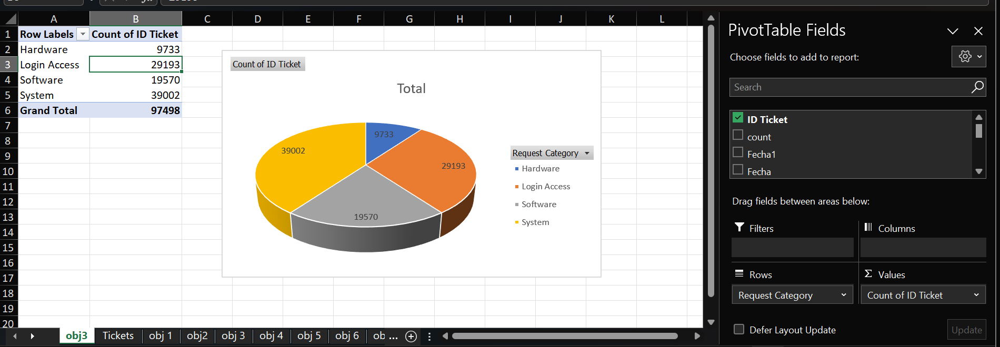 A B C D E F G H I J K L
1 Row Labels Count of ID Ticket
2 Hardware 9733
3 Login Access 29193
4 Software 19570
5 System 39002
6 Grand Total 97498
7
8
9
10
11
12
13
14
15
16
17
18
19
20
Count of ID Ticket
Total
9733
39002
29193
19570
Request Category
Hardware
Login Access
Software
System
obj3 Tickets obj 1 obj2 obj 3 obj 4 obj 5 obj 6 ob ...
PivotTable Fields
Choose fields to add to report:
Search
ID Ticket
count
Fecha1
Fecha
Drag fields between areas below:
Filters Columns
Rows Σ Values
Request Category Count of ID Ticket
Defer Layout Update Update